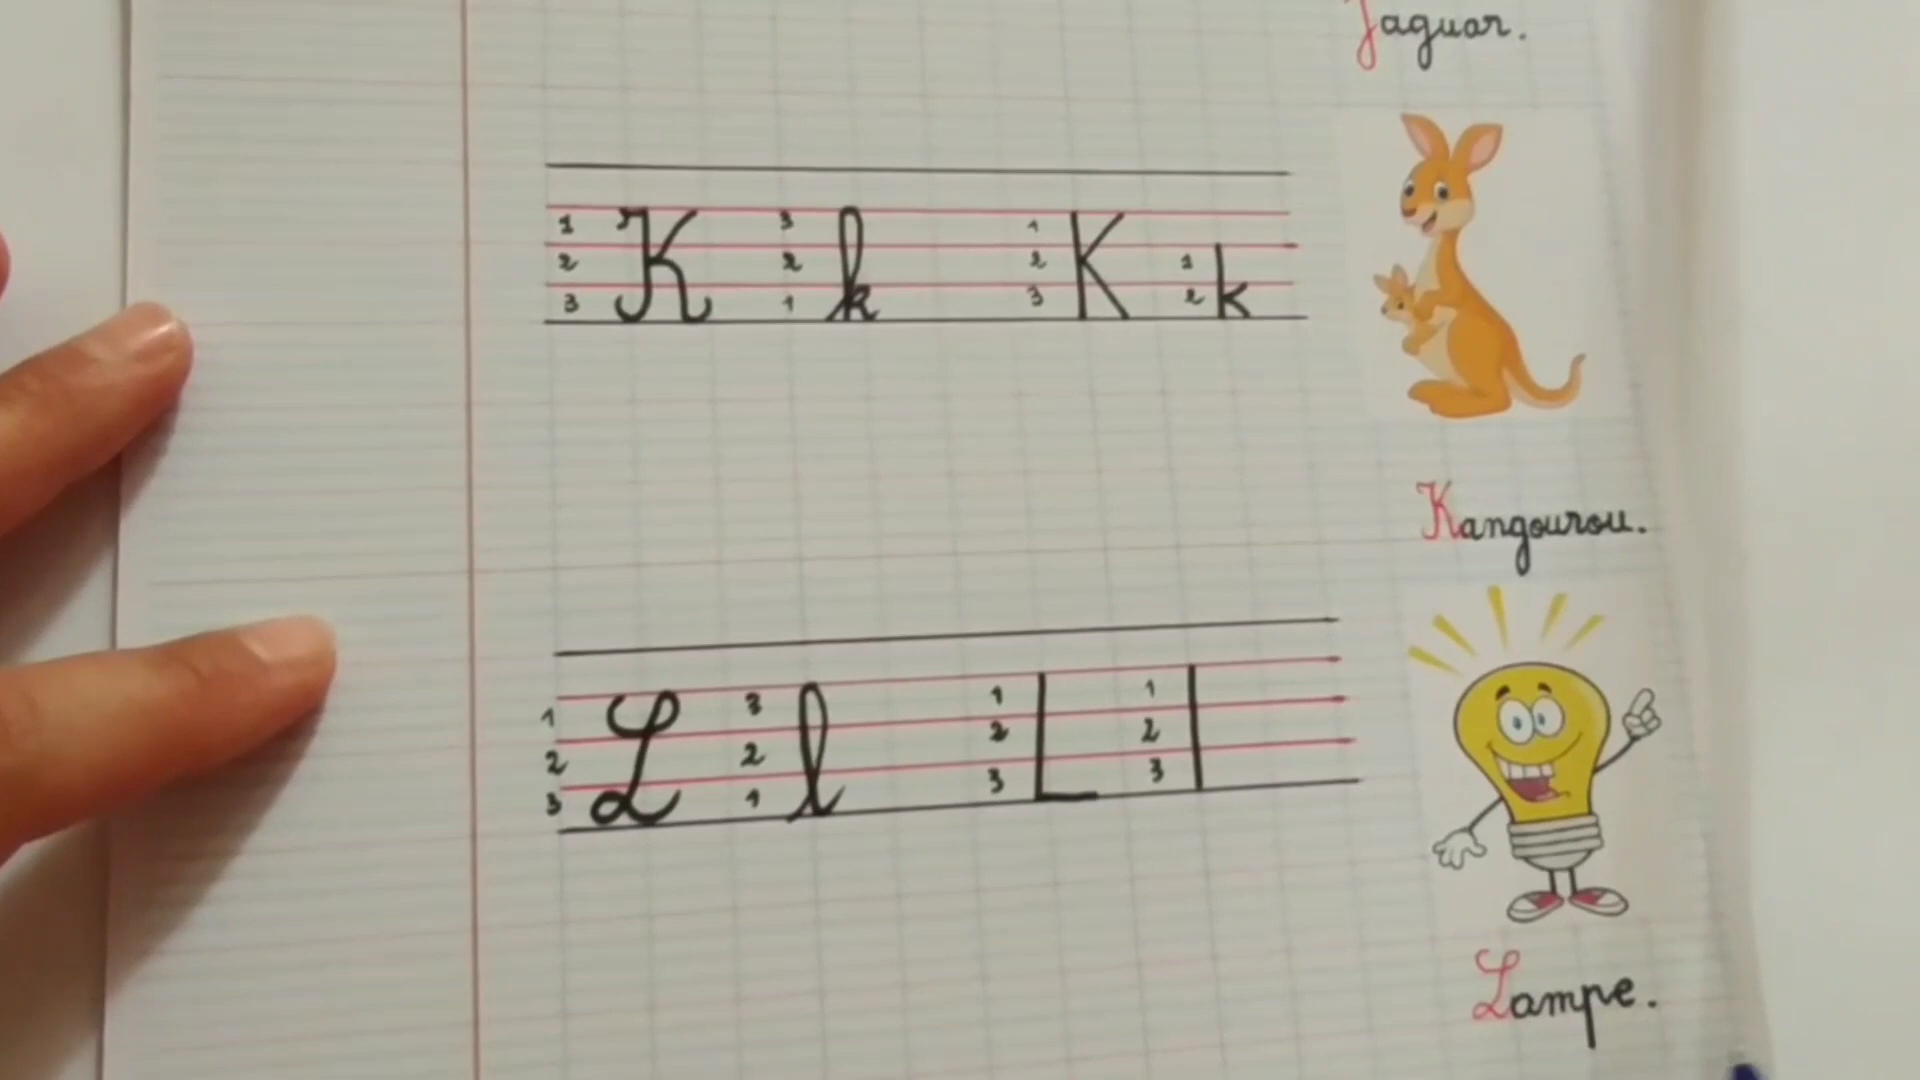 Jaguar.
1 K 3 k 1 K 1 k
2 2 2 2
3 1 3
Kangourou.
1 L 3 l 1 L 1 l
2 2 2 2
3 1 3 3
Lampe.